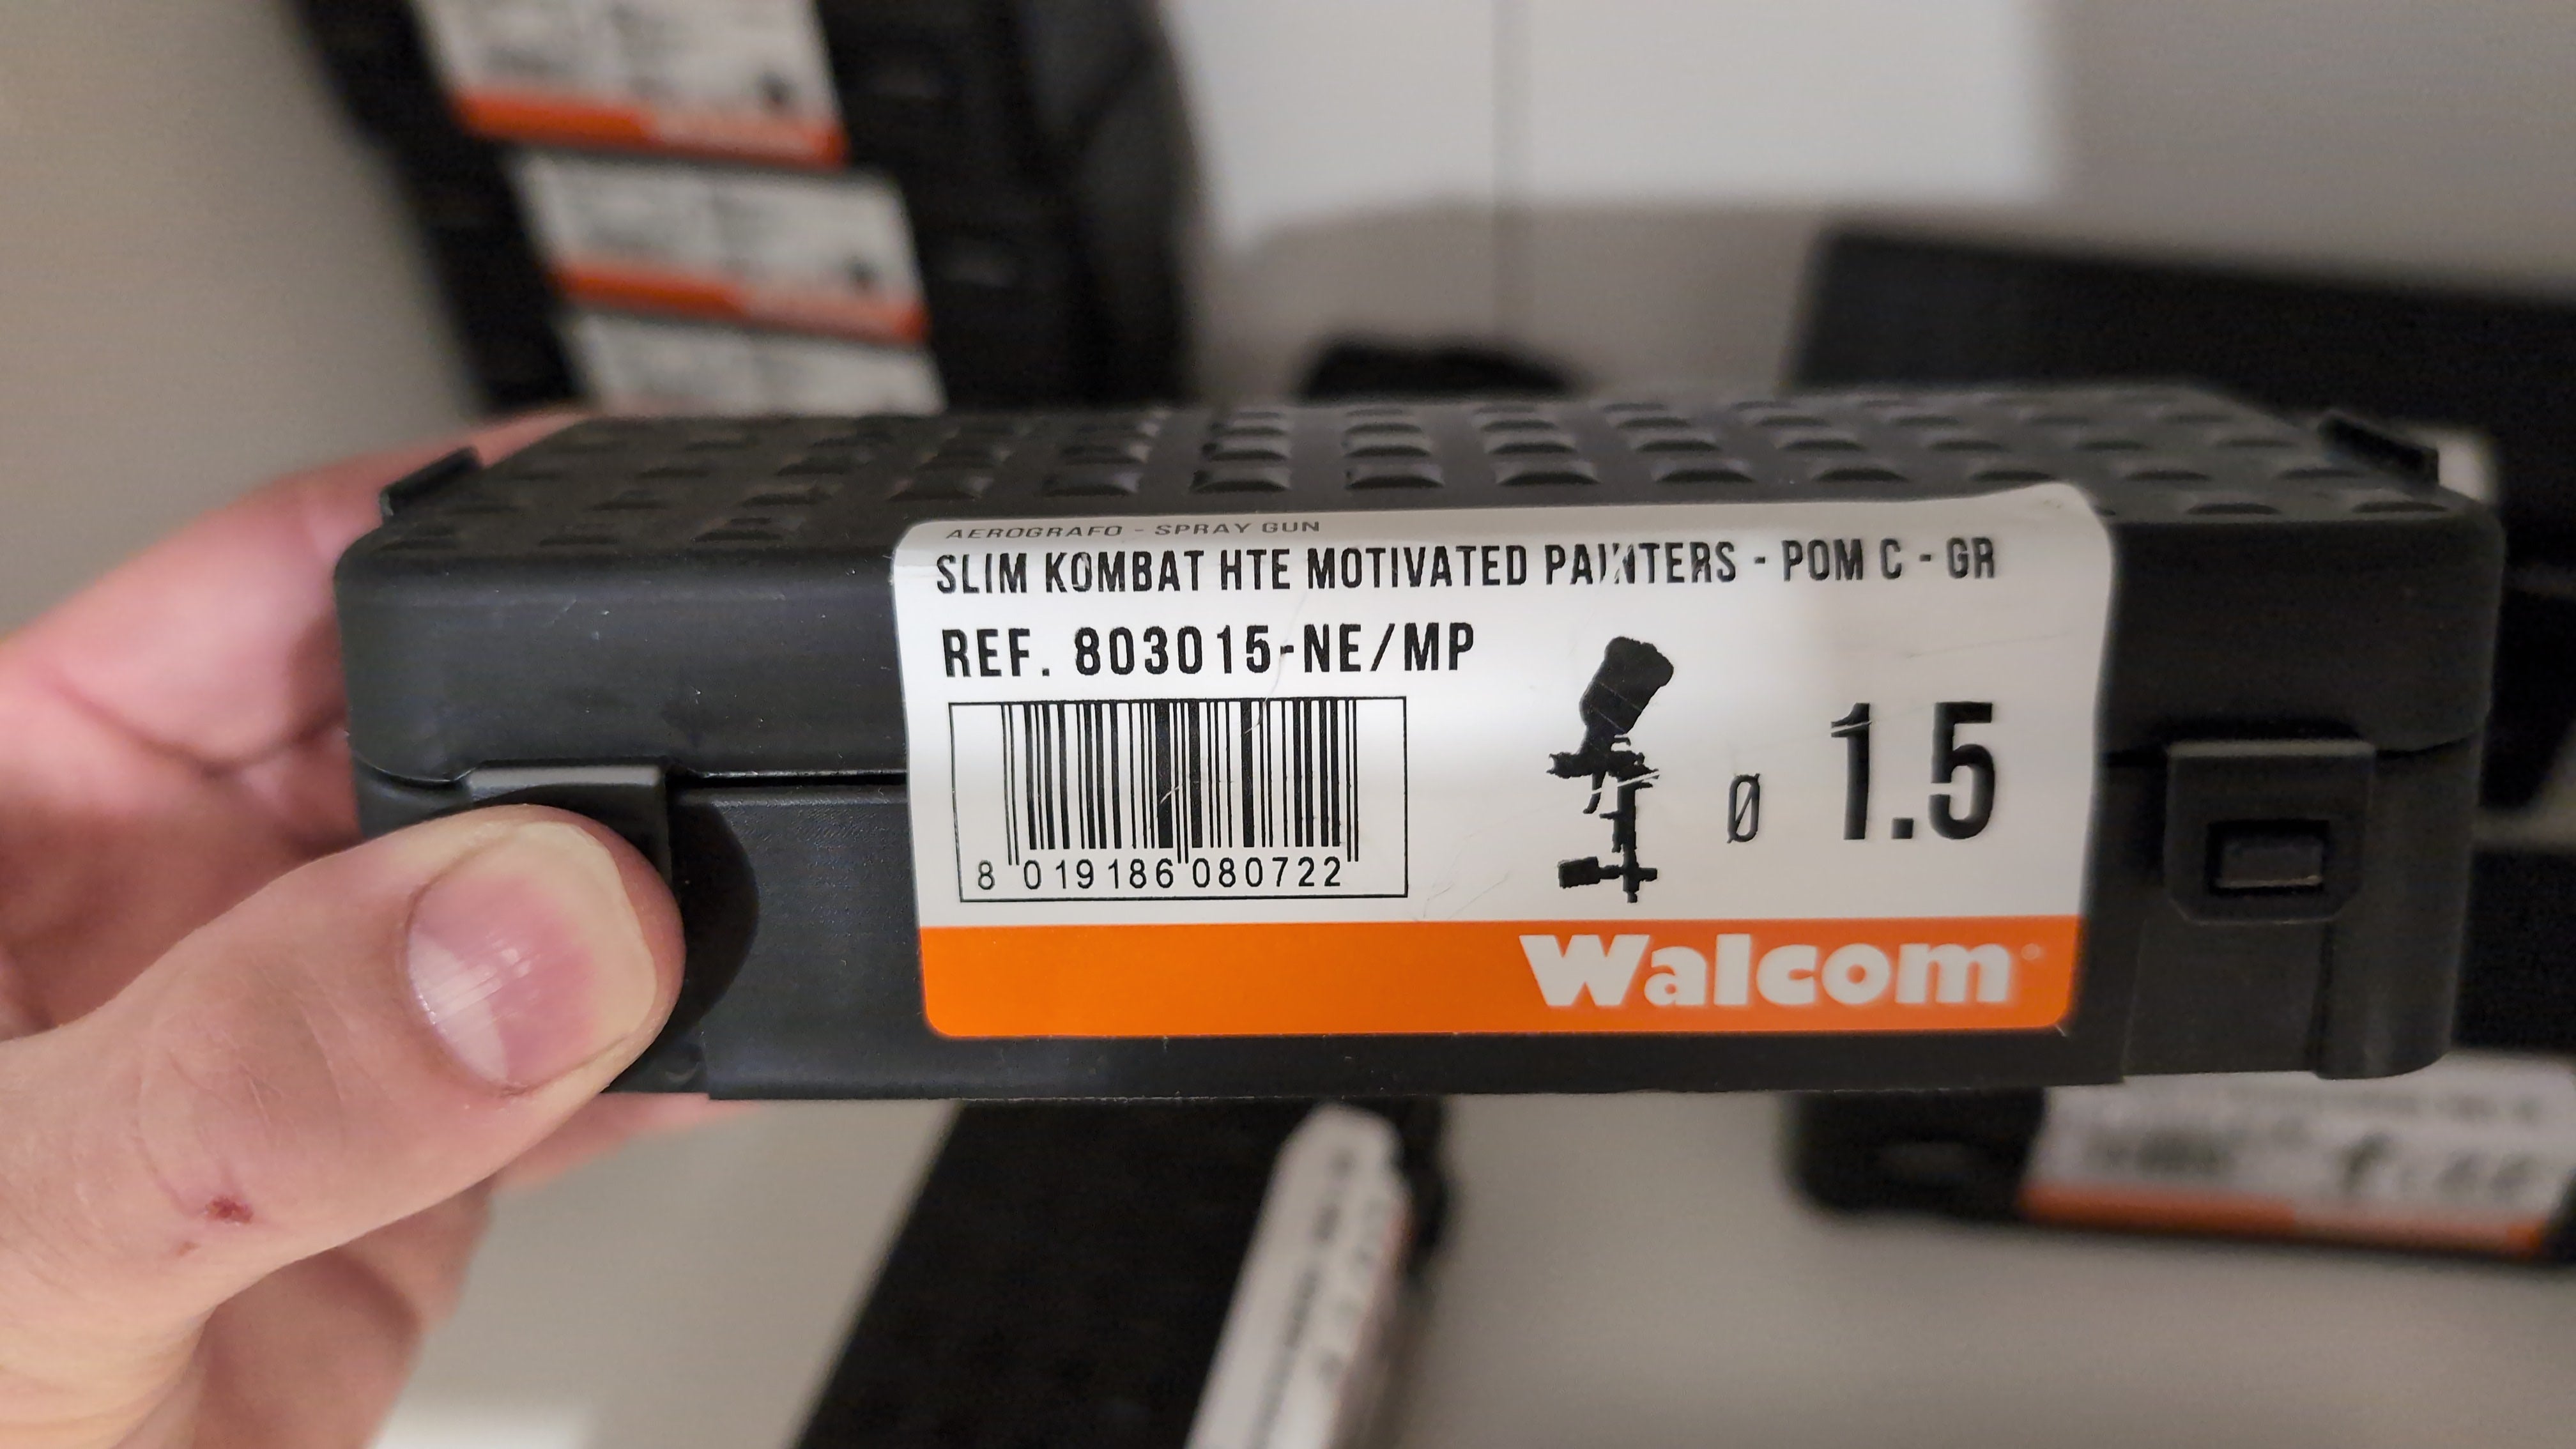 AEROGRAFO - SPRAY GUN
SLIM KOMBAT HTE MOTIVATED PAINTERS - POM C - GR
REF. 803015-NE/MP
8 019186 080722
Ø 1.5
Walcom